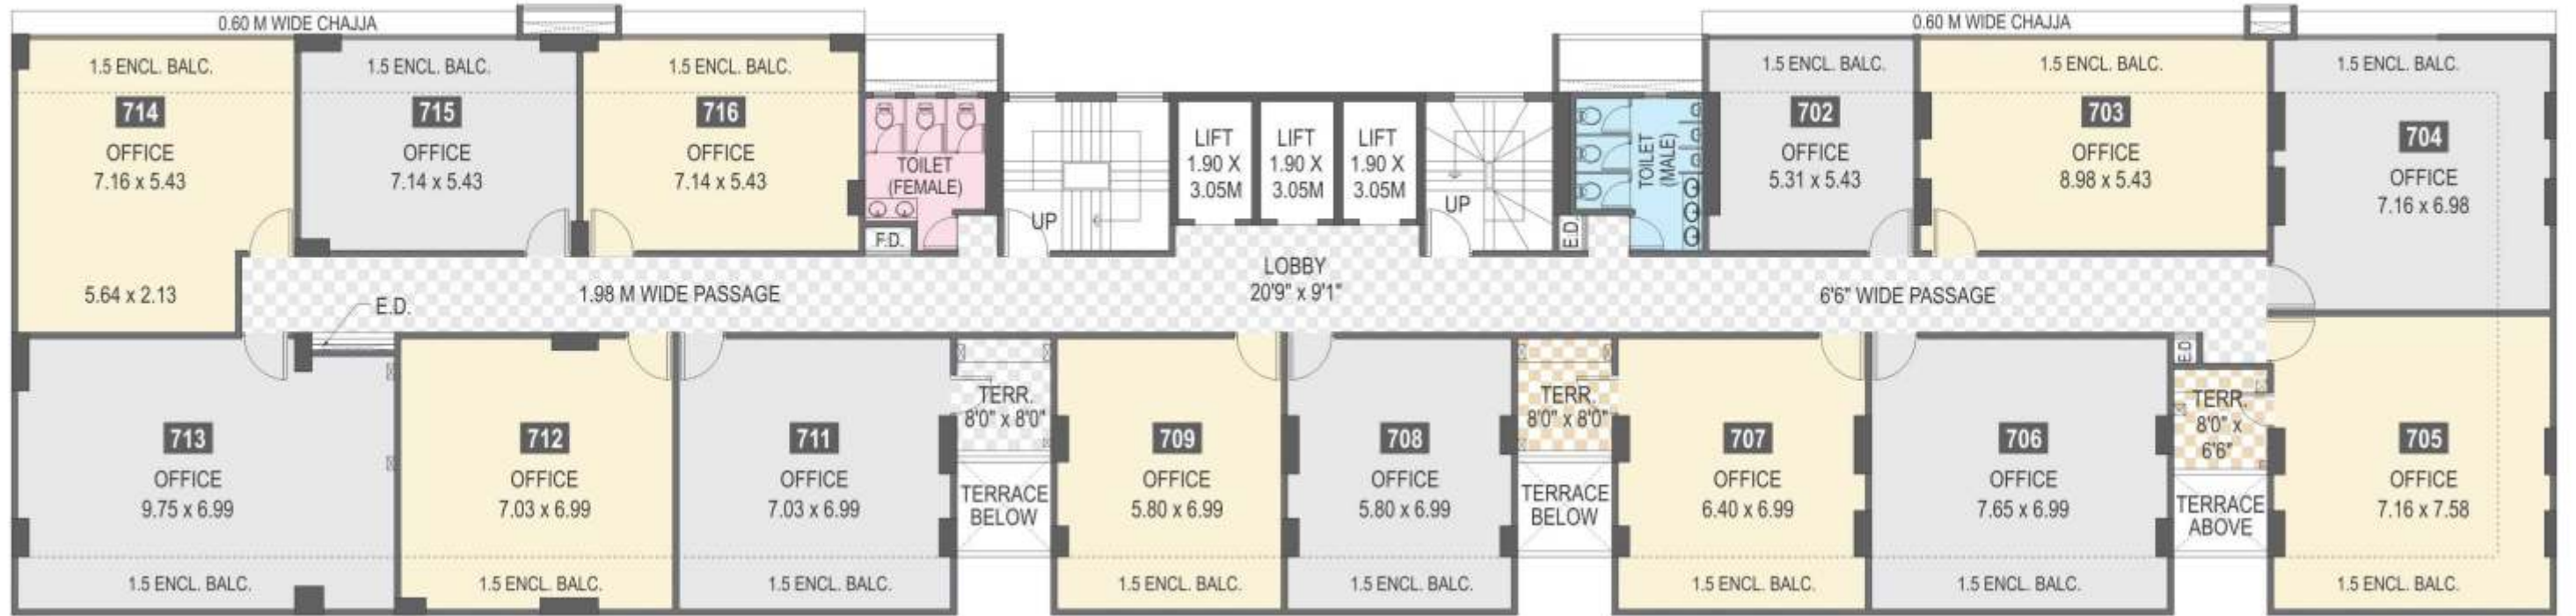 0.60 M WIDE CHAJJA
0.60 M WIDE CHAJJA
1.5 ENCL. BALC.
714
OFFICE
7.16 x 5.43
5.64 x 2.13
1.5 ENCL. BALC.
715
OFFICE
7.14 x 5.43
1.5 ENCL. BALC.
716
OFFICE
7.14 x 5.43
TOILET
(FEMALE)
F.D.
UP
LIFT
1.90 X
3.05M
LIFT
1.90 X
3.05M
LIFT
1.90 X
3.05M
UP
E.D.
TOILET
(MALE)
1.5 ENCL. BALC.
702
OFFICE
5.31 x 5.43
1.5 ENCL. BALC.
703
OFFICE
8.98 x 5.43
1.5 ENCL. BALC.
704
OFFICE
7.16 x 6.98
E.D.
1.98 M WIDE PASSAGE
LOBBY
20'9" x 9'1"
6'6" WIDE PASSAGE
713
OFFICE
9.75 x 6.99
1.5 ENCL. BALC.
712
OFFICE
7.03 x 6.99
1.5 ENCL. BALC.
711
OFFICE
7.03 x 6.99
1.5 ENCL. BALC.
TERR.
8'0" x 8'0"
TERRACE
BELOW
709
OFFICE
5.80 x 6.99
1.5 ENCL. BALC.
708
OFFICE
5.80 x 6.99
1.5 ENCL. BALC.
TERR.
8'0" x 8'0"
TERRACE
BELOW
707
OFFICE
6.40 x 6.99
1.5 ENCL. BALC.
706
OFFICE
7.65 x 6.99
1.5 ENCL. BALC.
E.D
TERR.
8'0" x
6'6"
TERRACE
ABOVE
705
OFFICE
7.16 x 7.58
1.5 ENCL. BALC.